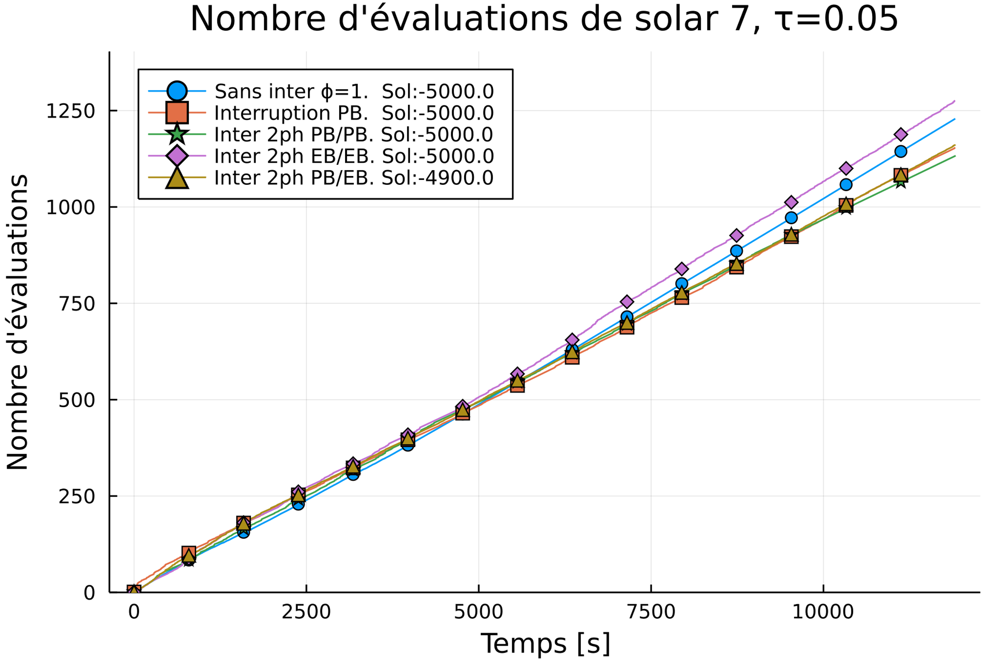 Nombre d'évaluations de solar 7, τ=0.05
Sans inter ϕ=1. Sol:-5000.0
Interruption PB. Sol:-5000.0
Inter 2ph PB/PB. Sol:-5000.0
Inter 2ph EB/EB. Sol:-5000.0
Inter 2ph PB/EB. Sol:-4900.0
Nombre d'évaluations
1250
1000
750
500
250
0
0 2500 5000 7500 10000
Temps [s]